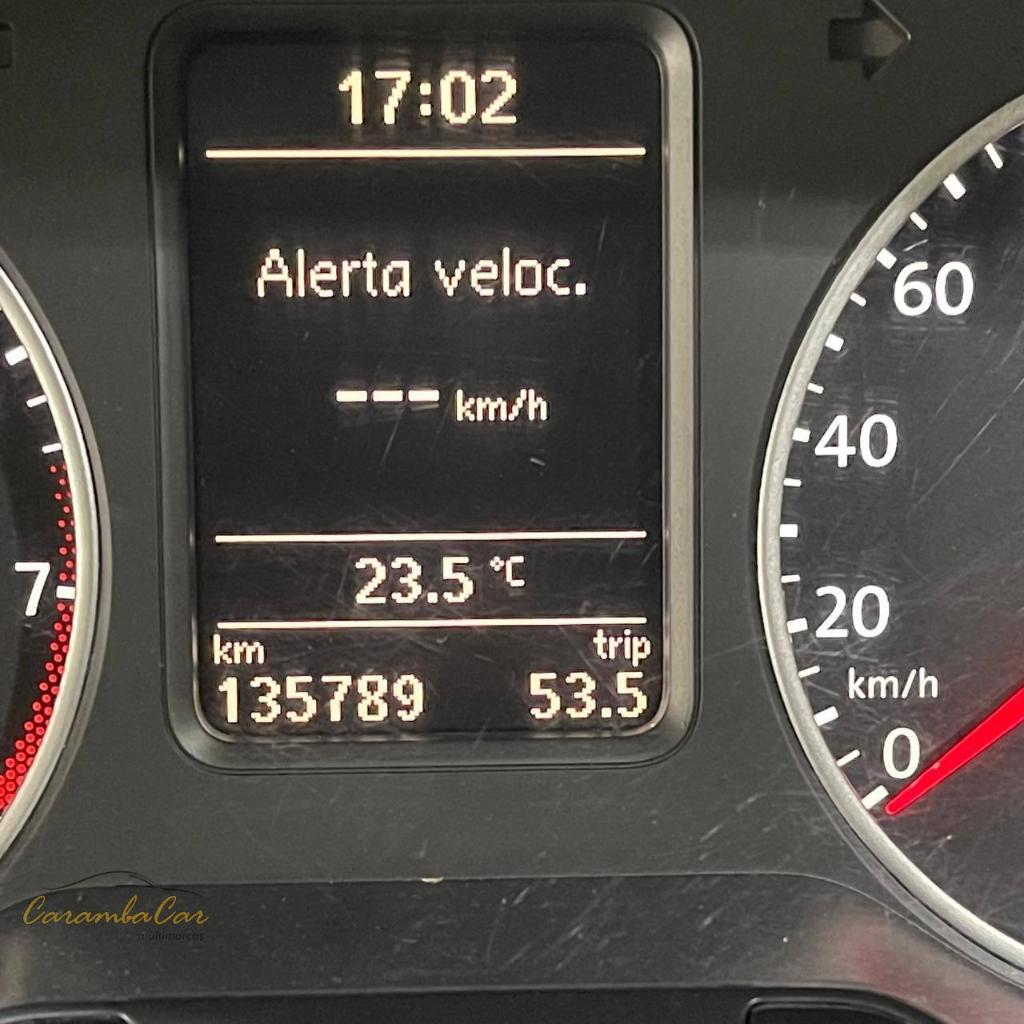 17:02
Alerta veloc.
--- km/h
23.5 °C
km trip
135789 53.5
7
60
40
20
km/h
0
CarambaCar
multimarcas